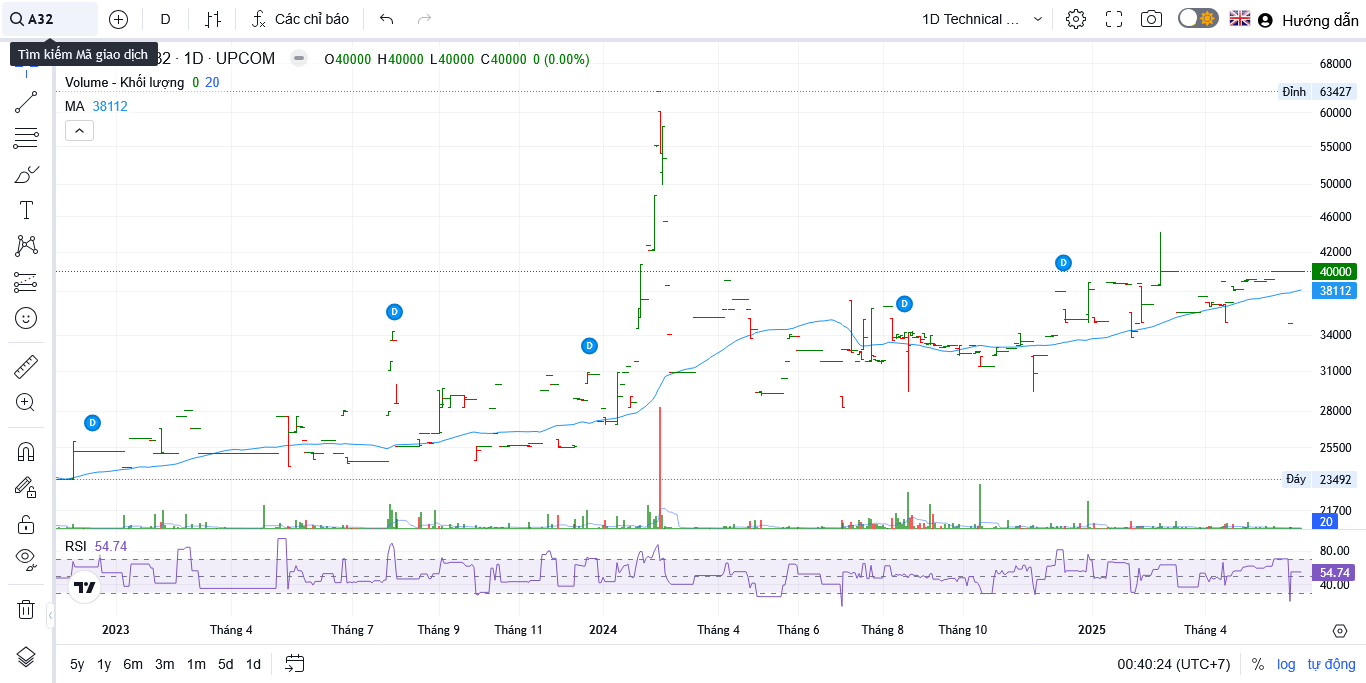 A32
D
Các chỉ báo
1D Technical ...
Hướng dẫn
Tìm kiếm Mã giao dịch
32 · 1D · UPCOM
O40000 H40000 L40000 C40000 0 (0.00%)
Volume - Khối lượng 0 20
MA 38112
68000
Đỉnh 63427
60000
55000
50000
46000
42000
40000
38112
34000
31000
28000
25500
Đáy 23492
21700
20
D
D
D
D
D
RSI 54.74
80.00
54.74
40.00
2023 Tháng 4 Tháng 7 Tháng 9 Tháng 11 2024 Tháng 4 Tháng 6 Tháng 8 Tháng 10 2025 Tháng 4
5y 1y 6m 3m 1m 5d 1d
00:40:24 (UTC+7) % log tự động